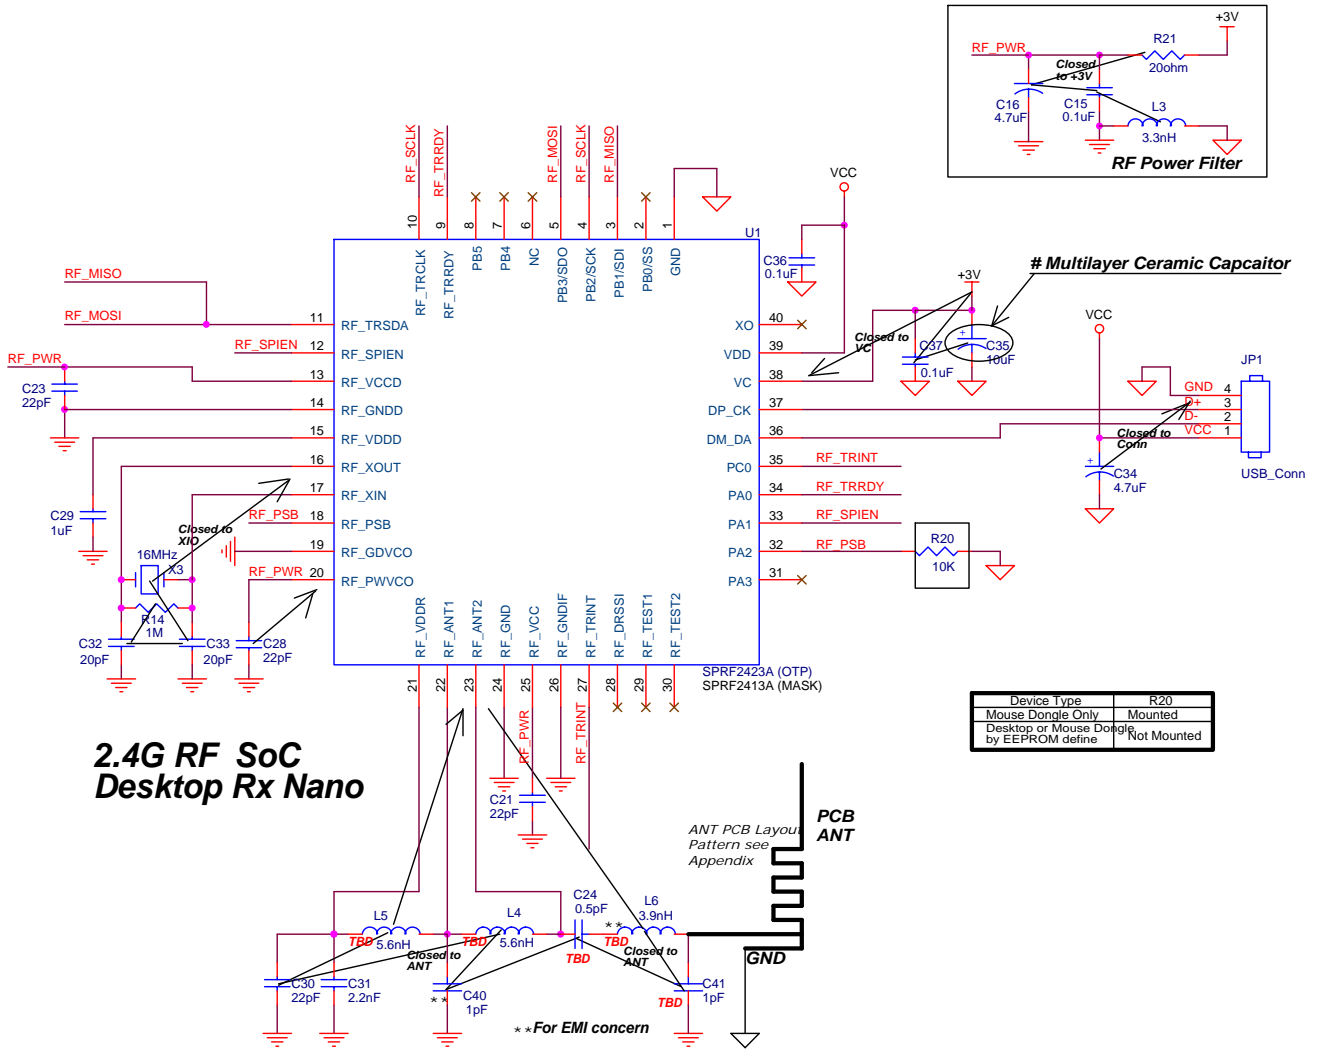 +3V
RF_PWR
R21
20ohm
Closed
to +3V
C16
4.7uF
C15
0.1uF
L3
3.3nH
RF Power Filter
RF_SCLK
RF_TRRDY
RF_MOSI
RF_SCLK
RF_MISO
VCC
10
9
8
7
6
5
4
3
2
1
U1
RF_TRCLK
RF_TRRDY
PB5
PB4
NC
PB3/SDO
PB2/SCK
PB1/SDI
PB0/SS
GND
C36
0.1uF
# Multilayer Ceramic Capcaitor
+3V
RF_MISO
RF_MOSI
11
RF_TRSDA
RF_SPIEN
12
RF_SPIEN
RF_PWR
13
RF_VCCD
C23
22pF
14
RF_GNDD
15
RF_VDDD
16
RF_XOUT
17
RF_XIN
C29
1uF
RF_PSB
18
RF_PSB
Closed to
XIO
19
RF_GDVCO
16MHz
X3
RF_PWR
20
RF_PWVCO
R14
1M
C32
20pF
C33
20pF
C28
22pF
XO
40
VDD
39
VC
38
DP_CK
37
DM_DA
36
PC0
35
RF_TRINT
PA0
34
RF_TRRDY
PA1
33
RF_SPIEN
PA2
32
RF_PSB
PA3
31
Closed to
VC
C37
0.1uF
+
C35
10uF
R20
10K
VCC
JP1
GND
4
D+
3
D-
2
VCC
1
Closed to
Conn
+
C34
4.7uF
USB_Conn
RF_VDDR
RF_ANT1
RF_ANT2
RF_GND
RF_VCC
RF_GNDIF
RF_TRINT
RF_DRSSI
RF_TEST1
RF_TEST2
21
22
23
24
25
26
27
28
29
30
SPRF2423A (OTP)
SPRF2413A (MASK)
RF_PWR
RF_TRINT
Device Type
R20
Mouse Dongle Only
Mounted
Desktop or Mouse Dongle
by EEPROM define
Not Mounted
2.4G RF SoC
Desktop Rx Nano
C21
22pF
ANT PCB Layout
Pattern see
Appendix
PCB
ANT
L5
TBD
5.6nH
L4
TBD
5.6nH
C24
0.5pF
TBD
L6
3.9nH
**
TBD
Closed to
ANT
Closed to
ANT
GND
C30
22pF
C31
2.2nF
**
C40
1pF
C41
1pF
TBD
**For EMI concern